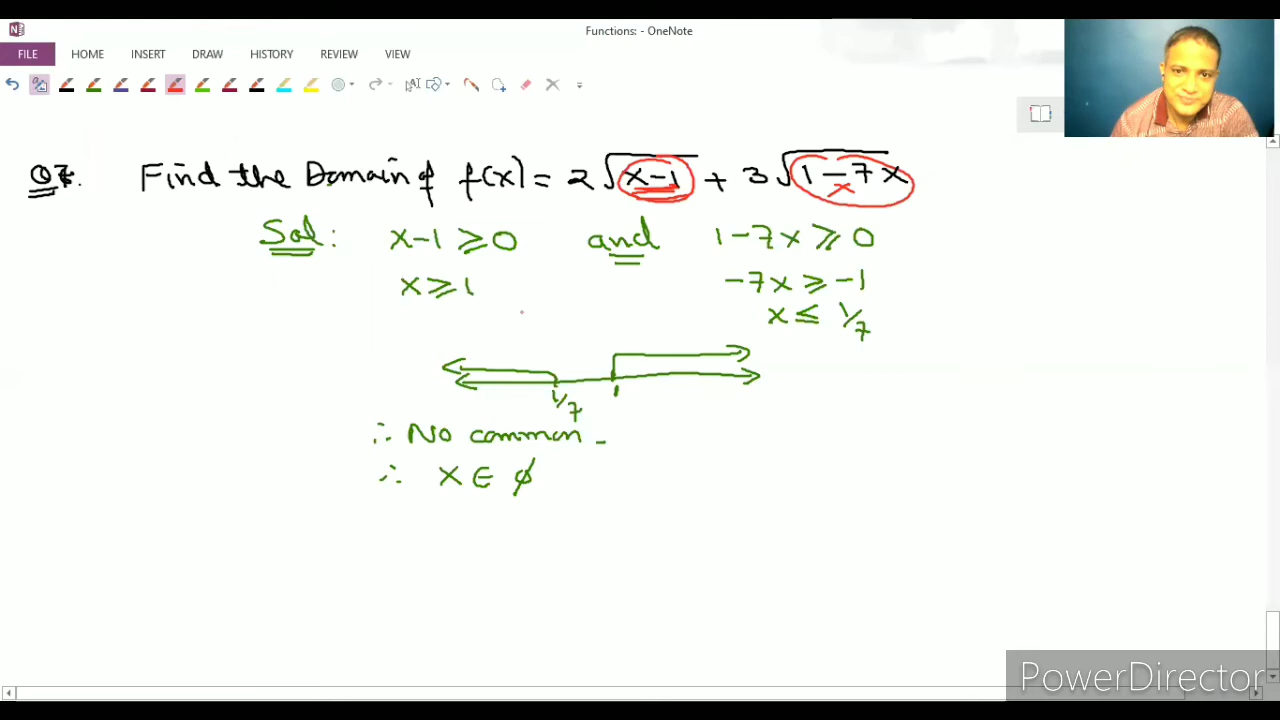 Functions: - OneNote
FILE HOME INSERT DRAW HISTORY REVIEW VIEW
Q7. Find the Domain of f(x) = 2√(x-1) + 3√(1-7x)
x
Sol: x-1 ≥ 0 and 1-7x ≥ 0
x ≥ 1 -7x ≥ -1
x ≤ 1/7
1/7 1
∴ No common -
∴ x ∈ ϕ
PowerDirector